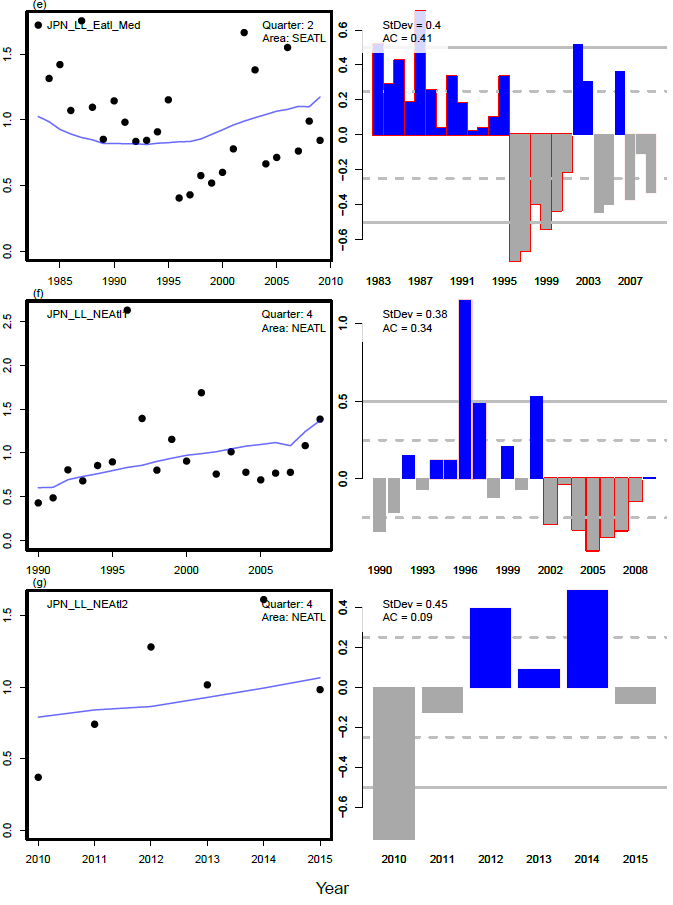 (e)
JPN_LL_Eatl_Med
Quarter: 2
Area: SEATL
0.0 0.5 1.0 1.5
1985 1990 1995 2000 2005 2010
StDev = 0.4
AC = 0.41
−0.6 −0.4 −0.2 0.0 0.2 0.4 0.6
1983 1987 1991 1995 1999 2003 2007
(f)
JPN_LL_NEAtl1
Quarter: 4
Area: NEATL
0.0 0.5 1.0 1.5 2.0 2.5
1990 1995 2000 2005
StDev = 0.38
AC = 0.34
0.0 0.5 1.0
1990 1993 1996 1999 2002 2005 2008
(g)
JPN_LL_NEAtl2
Quarter: 4
Area: NEATL
0.0 0.5 1.0 1.5
2010 2011 2012 2013 2014 2015
StDev = 0.45
AC = 0.09
−0.6 −0.4 −0.2 0.0 0.2 0.4
2010 2011 2012 2013 2014 2015
Year